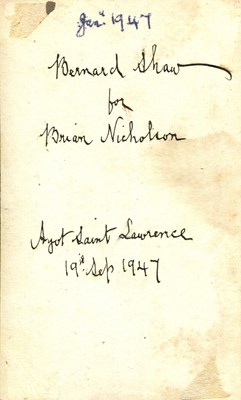 Jan. 1947
Bernard Shaw
for
Brian Nicholson
Ayot Saint Lawrence
19th Sep 1947